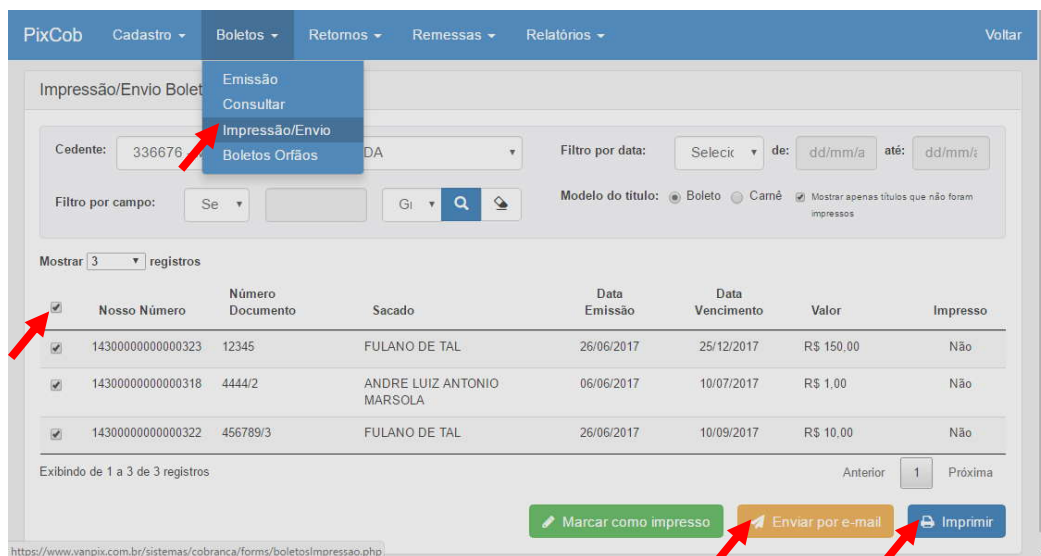 PixCob Cadastro Boletos Retornos Remessas Relatórios Voltar
Emissão
Consultar
Impressão/Envio
Boletos Orfãos
Impressão/Envio Bolet
Cedente: 336676 DA Filtro por data: Selecic de: dd/mm/a até: dd/mm/a
Filtro por campo: Se Gr Modelo do título: Boleto Carnê Mostrar apenas títulos que não foram
impressos
Mostrar 3 registros
Nosso Número Número Documento Sacado Data Emissão Data Vencimento Valor Impresso
14300000000000323 12345 FULANO DE TAL 26/06/2017 25/12/2017 R$ 150,00 Não
14300000000000318 4444/2 ANDRE LUIZ ANTONIO 06/06/2017 10/07/2017 R$ 1,00 Não
MARSOLA
14300000000000322 456789/3 FULANO DE TAL 26/06/2017 10/09/2017 R$ 10,00 Não
Exibindo de 1 a 3 de 3 registros Anterior 1 Próxima
Marcar como impresso Enviar por e-mail Imprimir
https://www.vanpix.com.br/sistemas/cobranca/forms/boletosImpressao.php